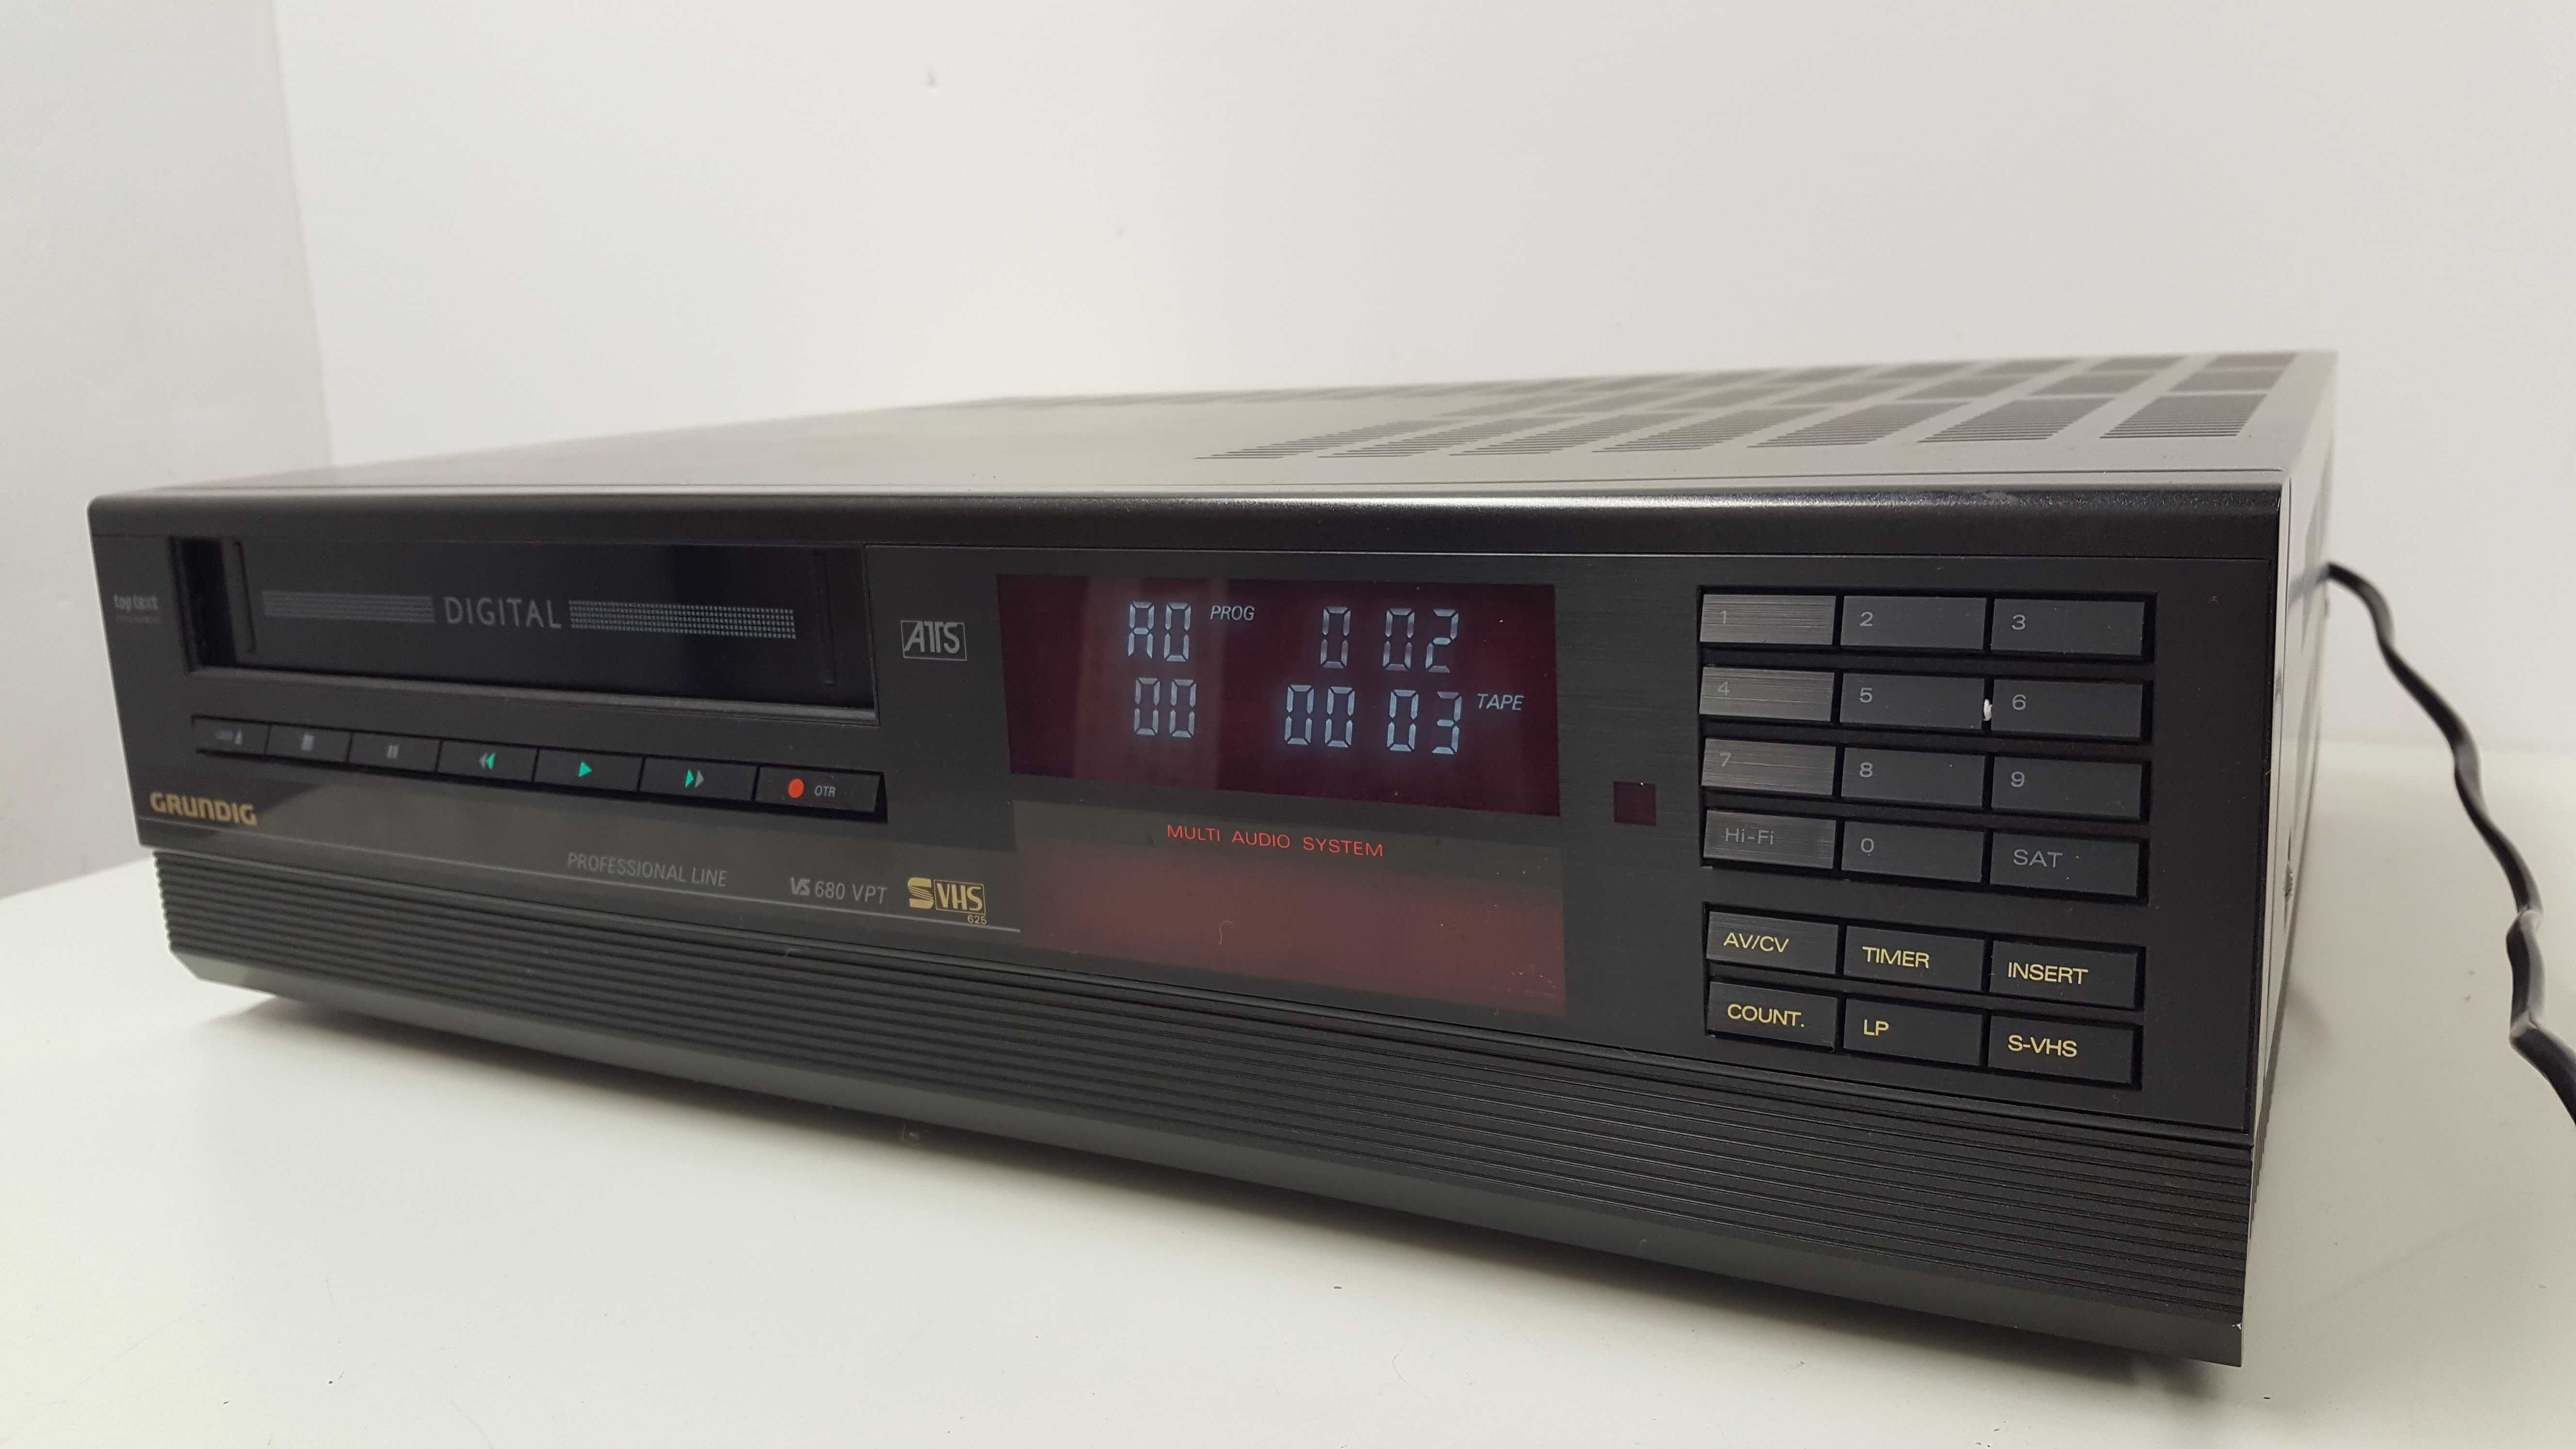 top text
DIGITAL
ATS
A0 PROG 0 02
00 00 03 TAPE
OTR
GRUNDIG
PROFESSIONAL LINE
VS 680 VPT
S VHS
625
MULTI AUDIO SYSTEM
1 2 3
4 5 6
7 8 9
Hi-Fi 0 SAT
AV/CV TIMER INSERT
COUNT. LP S-VHS